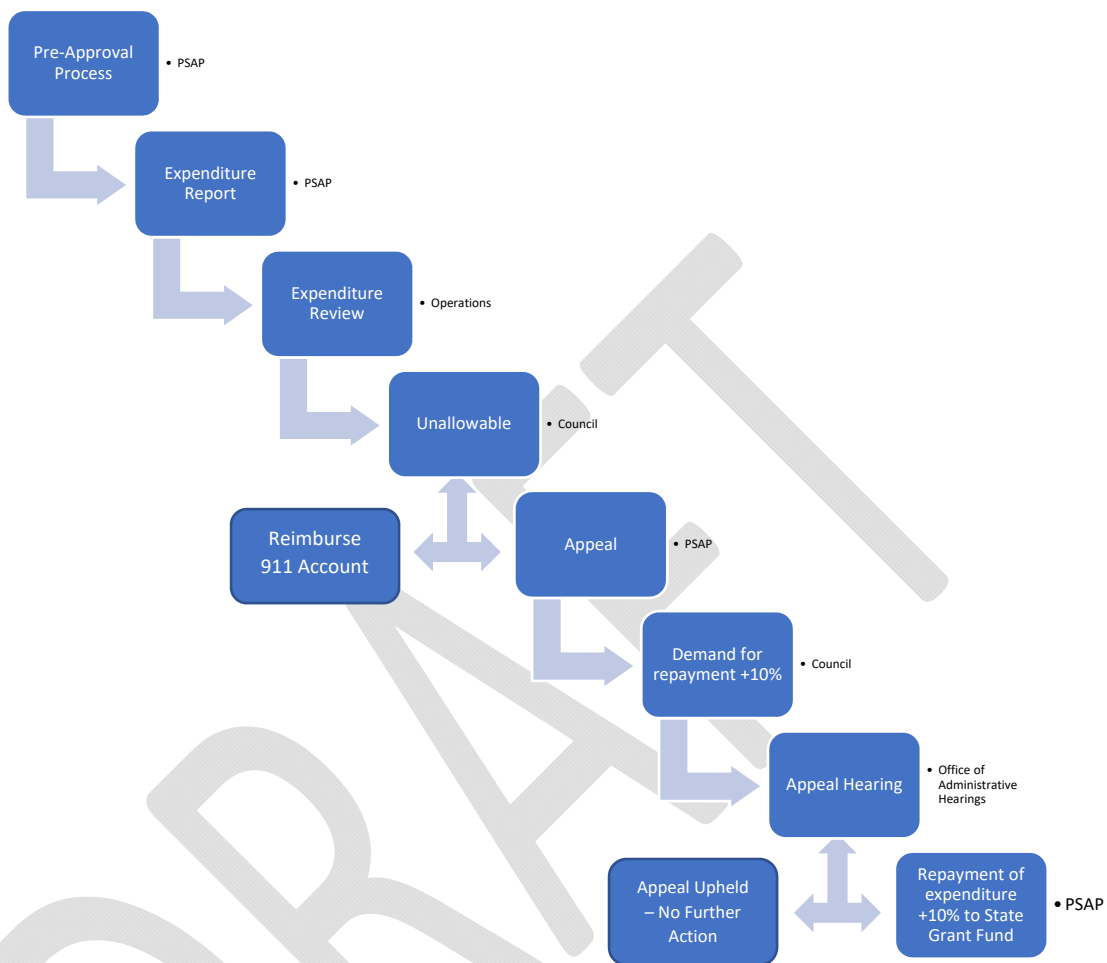 Pre-Approval
Process
• PSAP
Expenditure
Report
• PSAP
Expenditure
Review
• Operations
Unallowable
• Council
Reimburse
911 Account
Appeal
• PSAP
Demand for
repayment +10%
• Council
Appeal Hearing
• Office of
Administrative
Hearings
Appeal Upheld
– No Further
Action
Repayment of
expenditure
+10% to State
Grant Fund
• PSAP
DRAFT